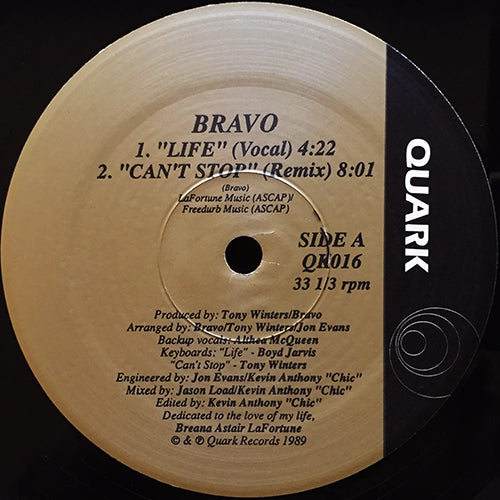 BRAVO
1. "LIFE" (Vocal) 4:22
2. "CAN'T STOP" (Remix) 8:01
(Bravo)
LaFortune Music (ASCAP)/
Freedurb Music (ASCAP)
SIDE A
QK016
33 1/3 rpm
Produced by: Tony Winters/Bravo
Arranged by: Bravo/Tony Winters/Jon Evans
Backup vocals: Althea McQueen
Keyboards: "Life" - Boyd Jarvis
"Can't Stop" - Tony Winters
Engineered by: Jon Evans/Kevin Anthony "Chic"
Mixed by: Jason Load/Kevin Anthony "Chic"
Edited by: Kevin Anthony "Chic"
Dedicated to the love of my life,
Breana Astair LaFortune
© & ℗ Quark Records 1989
QUARK